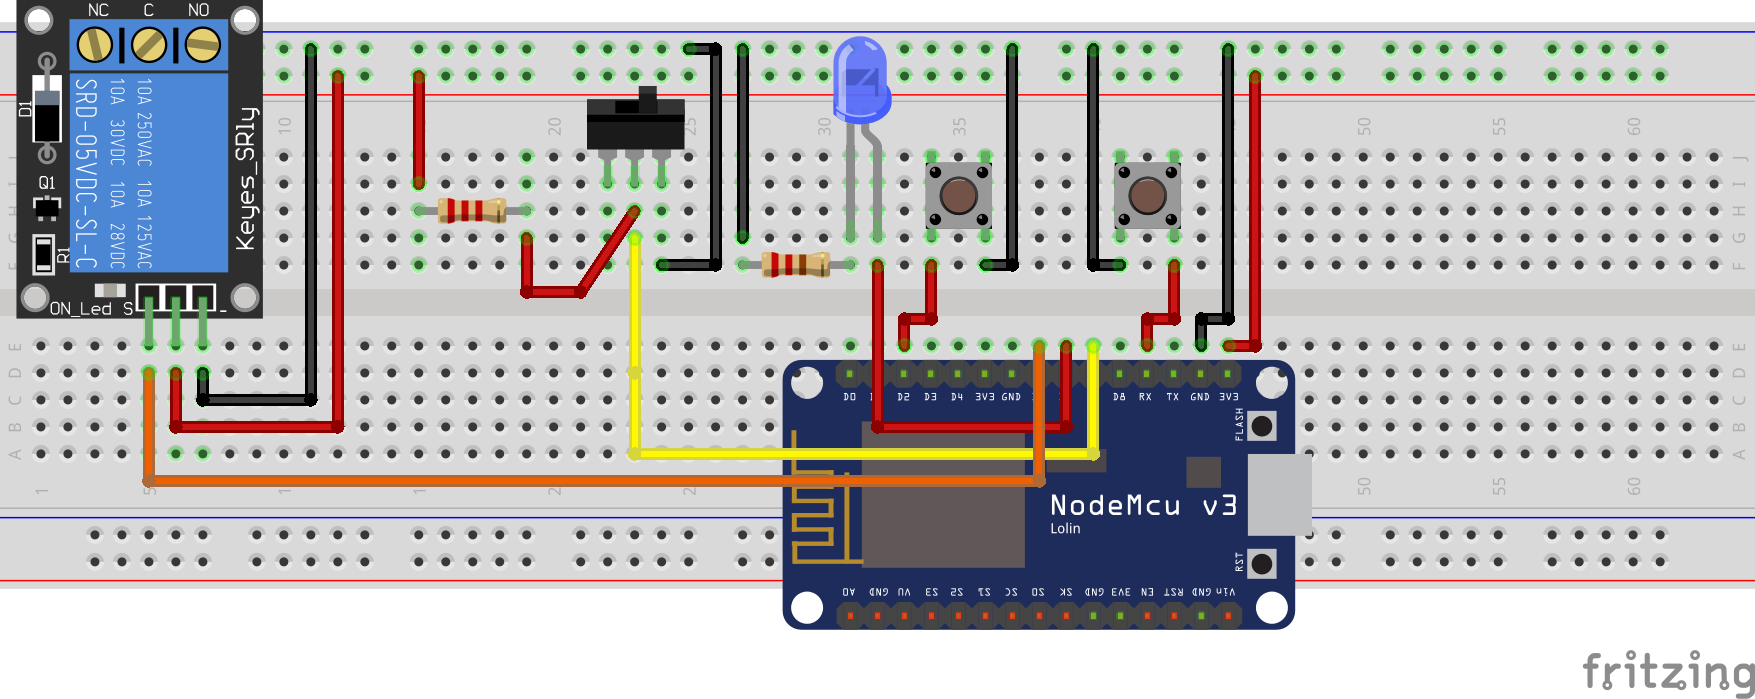 NC C NO
D1
SRD-05VDC-SL-C
10A 30VDC 10A 28VDC
10A 250VAC 10A 125VAC
Keyes_SRly
Q1
R1
ON_Led S -
10 20 25 30 35 50 55 60
J
I
H
G
F
J
I
H
G
F
E
D
C
B
A
E
D
C
B
A
D0 D2 D3 D4 3V3 GND D8 RX TX GND 3V3
FLASH
1 5 50 55 60
NodeMcu v3
Lolin
RST
A0 GND VU S3 S2 S1 SC SO SK GND 3V3 EN RST GND Vin
fritzing